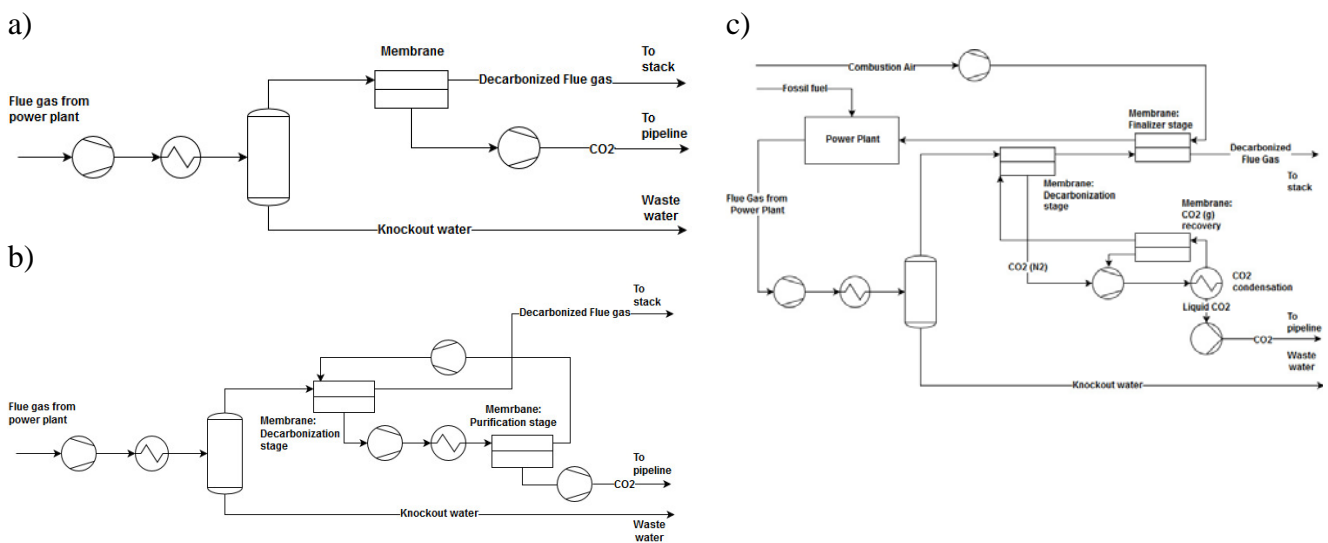 a)
Membrane
To
stack
Decarbonized Flue gas
Flue gas from
power plant
To
pipeline
CO2
Waste
water
Knockout water
b)
To
stack
Decarbonized Flue gas
Flue gas from
power plant
Membrane:
Decarbonization
stage
Memrbane:
Purification stage
To
pipeline
CO2
Knockout water
Waste
water
c)
Combustion Air
Fossil fuel
Power Plant
Membrane:
Finalizer stage
Decarbonized
Flue Gas
To
stack
Membrane:
Decarbonization
stage
Flue Gas from
Power Plant
Membrane:
CO2 (g)
recovery
CO2 (N2)
CO2
condensation
Liquid CO2
To
pipeline
CO2
Waste
water
Knockout water